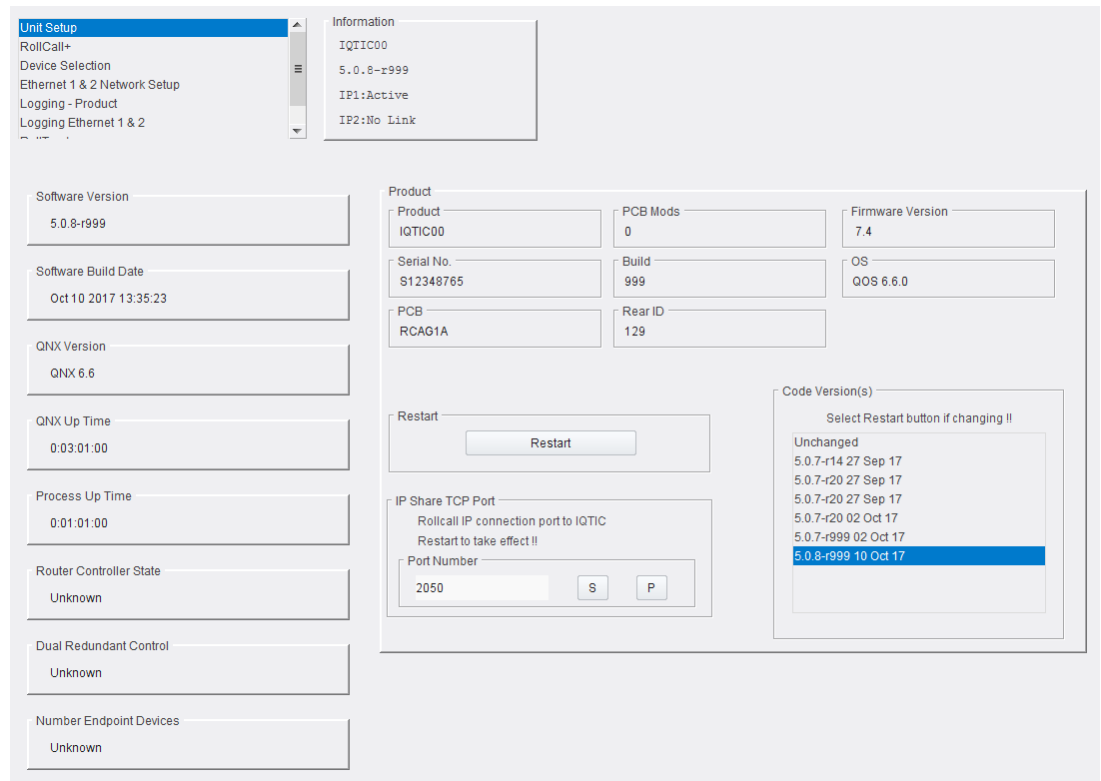 Unit Setup
RollCall+
Device Selection
Ethernet 1 & 2 Network Setup
Logging - Product
Logging Ethernet 1 & 2
Information
IQTIC00
5.0.8-r999
IP1:Active
IP2:No Link
Software Version
5.0.8-r999
Software Build Date
Oct 10 2017 13:35:23
QNX Version
QNX 6.6
QNX Up Time
0:03:01:00
Process Up Time
0:01:01:00
Router Controller State
Unknown
Dual Redundant Control
Unknown
Number Endpoint Devices
Unknown
Product
Product
IQTIC00
PCB Mods
0
Firmware Version
7.4
Serial No.
S12348765
Build
999
OS
QOS 6.6.0
PCB
RCAG1A
Rear ID
129
Restart
Restart
IP Share TCP Port
Rollcall IP connection port to IQTIC
Restart to take effect !!
Port Number
2050
S
P
Code Version(s)
Select Restart button if changing !!
Unchanged
5.0.7-r14 27 Sep 17
5.0.7-r20 27 Sep 17
5.0.7-r20 27 Sep 17
5.0.7-r20 02 Oct 17
5.0.7-r999 02 Oct 17
5.0.8-r999 10 Oct 17